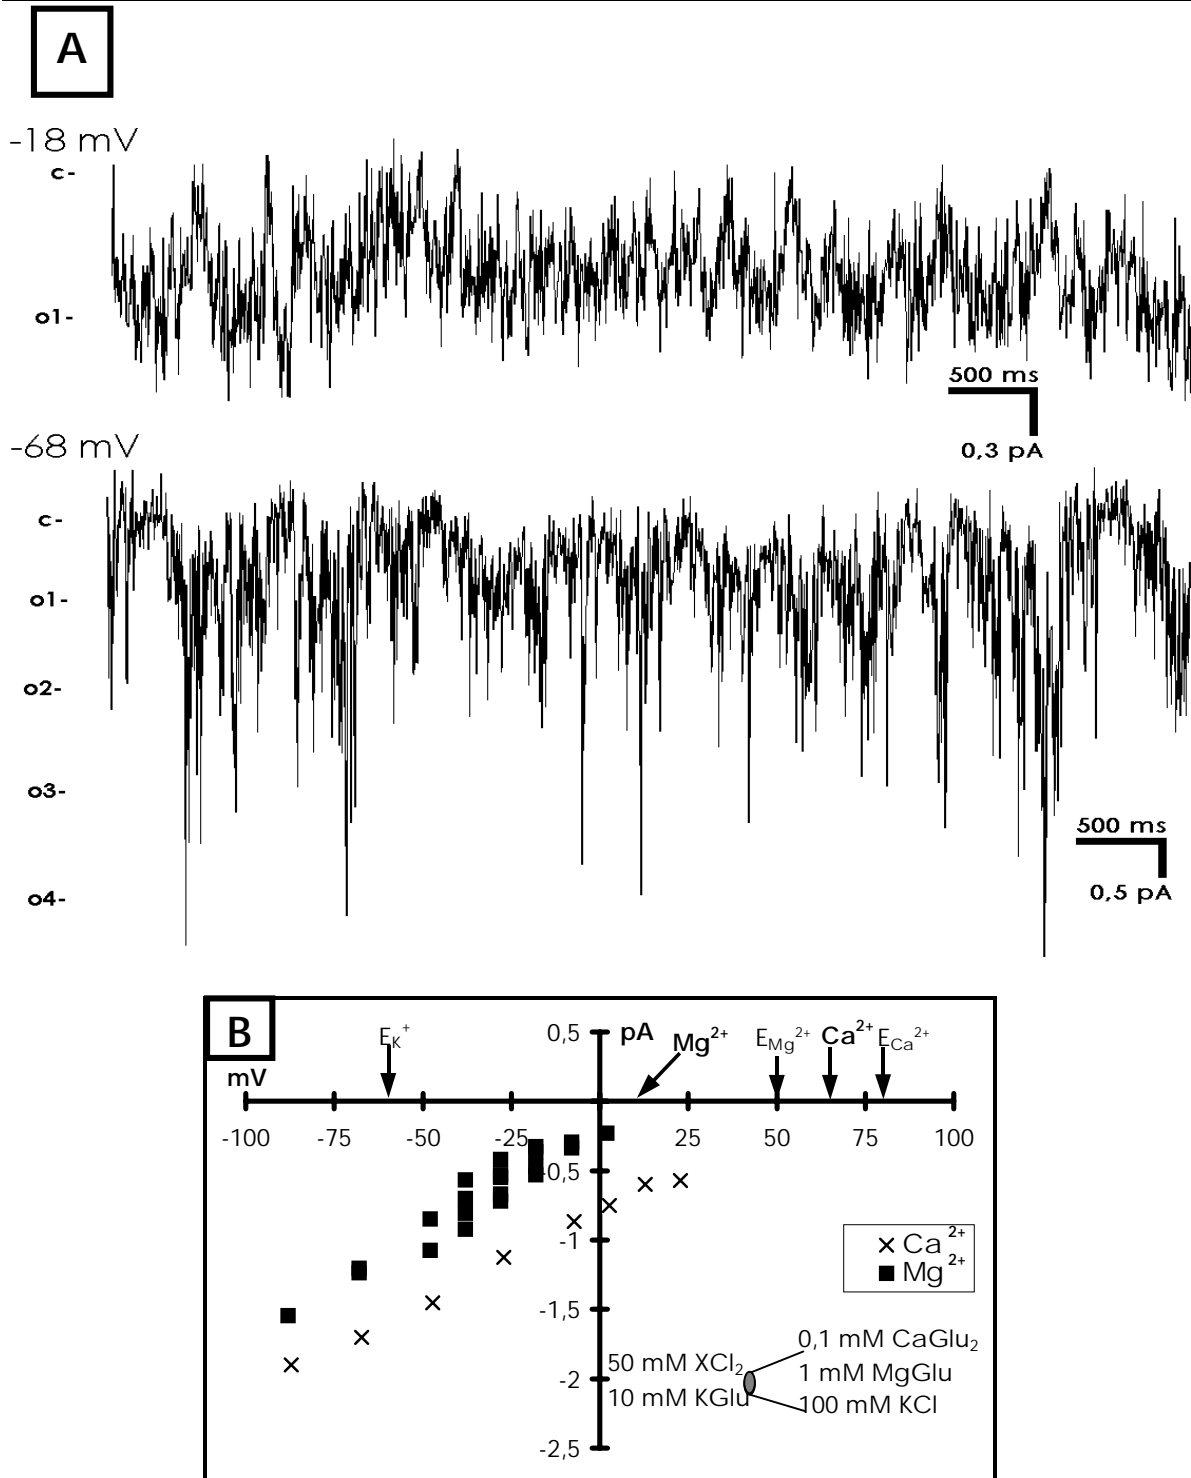 A
-18 mV
c-
o1-
500 ms
0,3 pA
-68 mV
c-
o1-
o2-
o3-
500 ms
0,5 pA
o4-
B
mV
E_K^+
0,5
pA
Mg²⁺
E_Mg²⁺
Ca²⁺
E_Ca²⁺
-100 -75 -50 -25 25 50 75 100
-0,5
-1
Ca²⁺
Mg²⁺
-1,5
-2
-2,5
50 mM XCl₂
10 mM KGlu
0,1 mM CaGlu₂
1 mM MgGlu
100 mM KCl